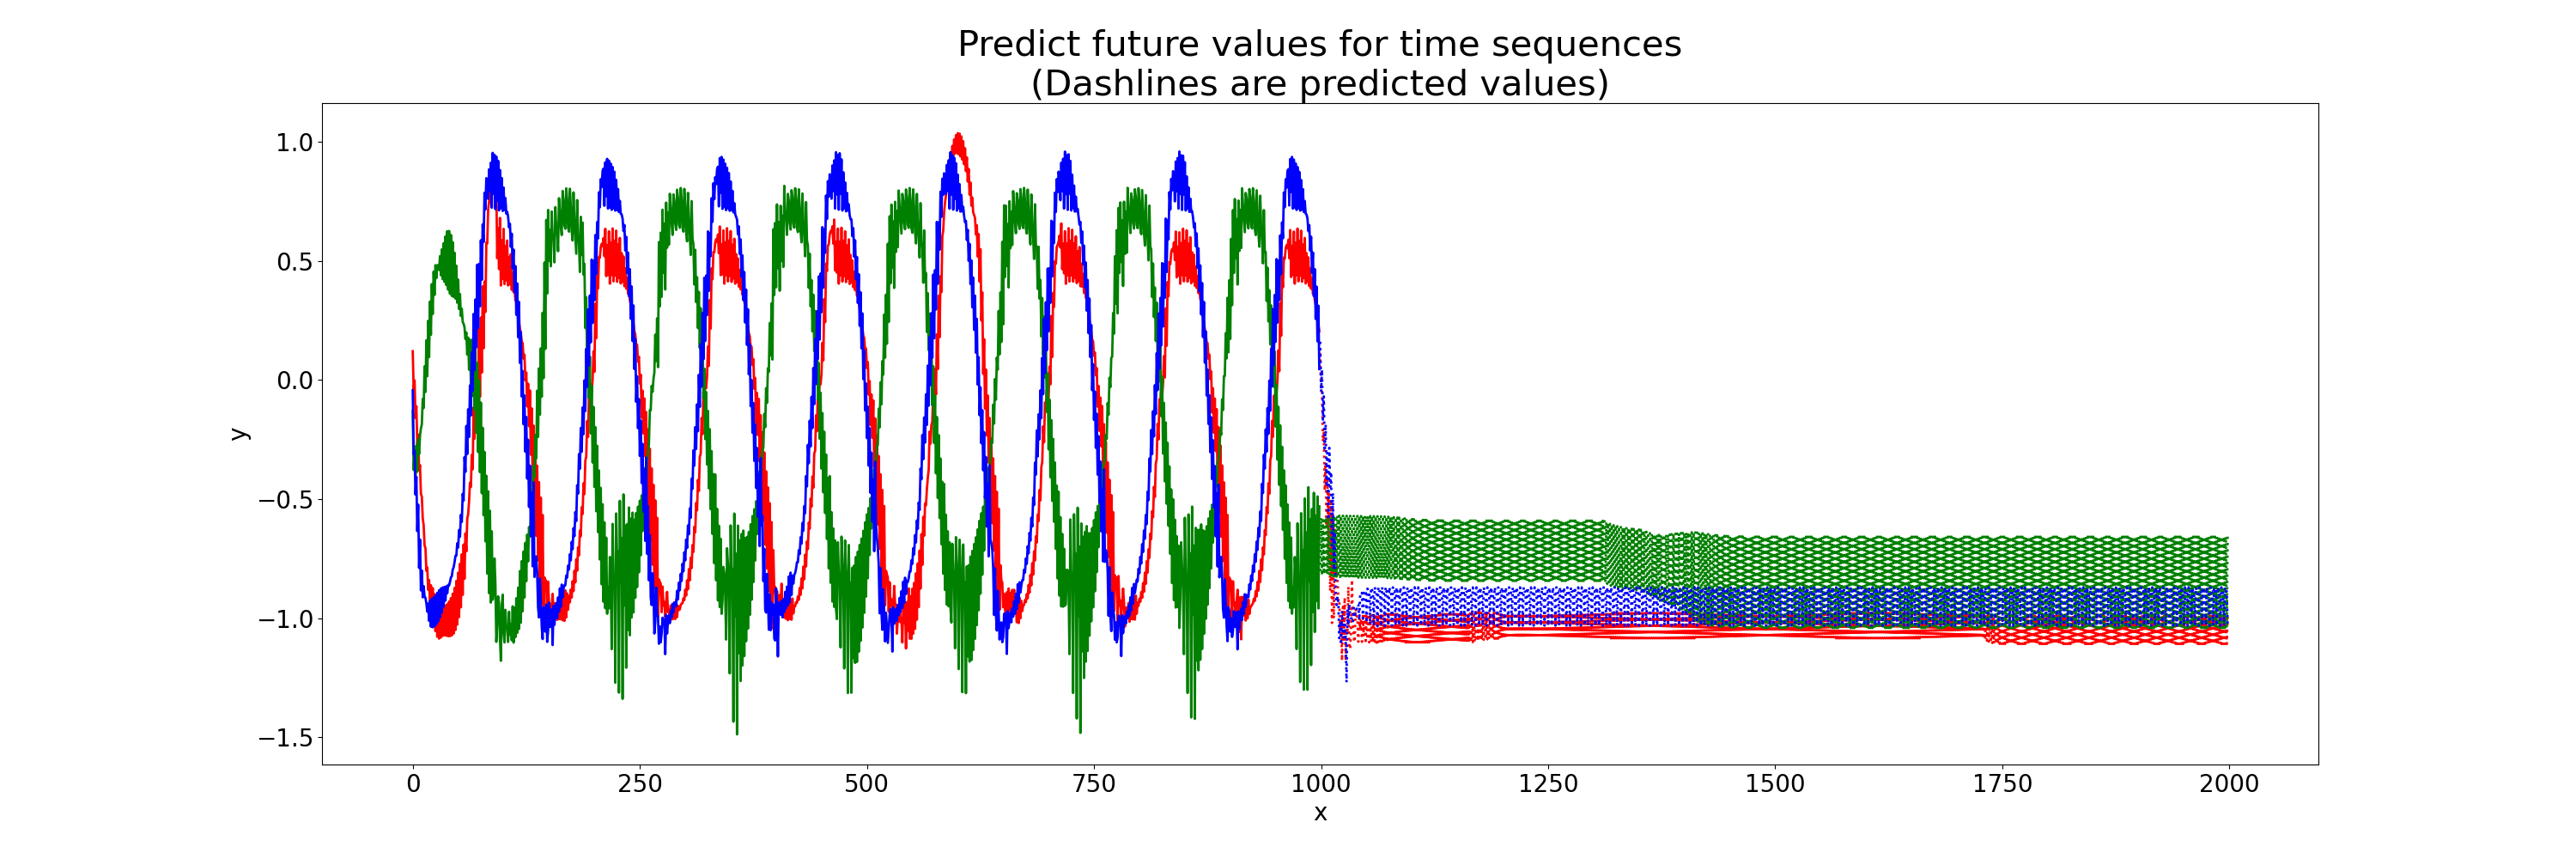 Predict future values for time sequences
(Dashlines are predicted values)
1.0
0.5
0.0
−0.5
−1.0
−1.5
y
0 250 500 750 1000 1250 1500 1750 2000
x